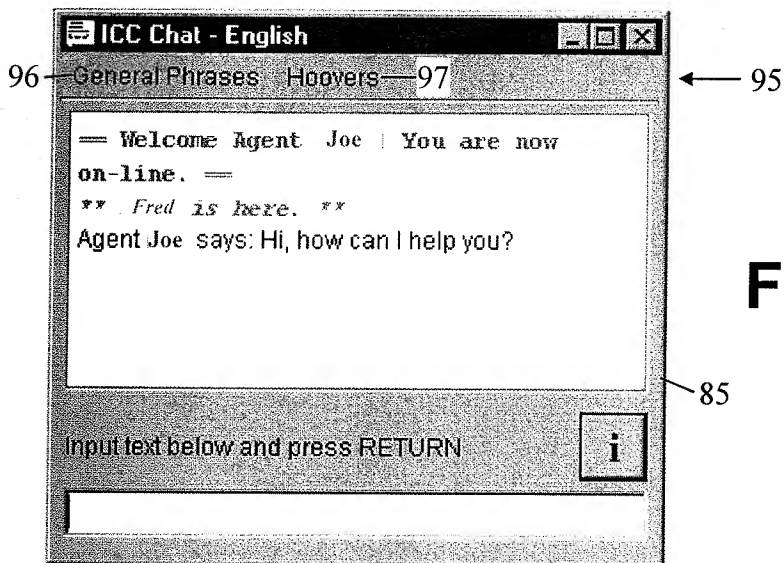 ICC Chat - English
96 General Phrases Hoovers 97 95
== Welcome Agent Joe | You are now
on-line. ==
** Fred is here. **
Agent Joe says: Hi, how can I help you?
F
85
Input text below and press RETURN i